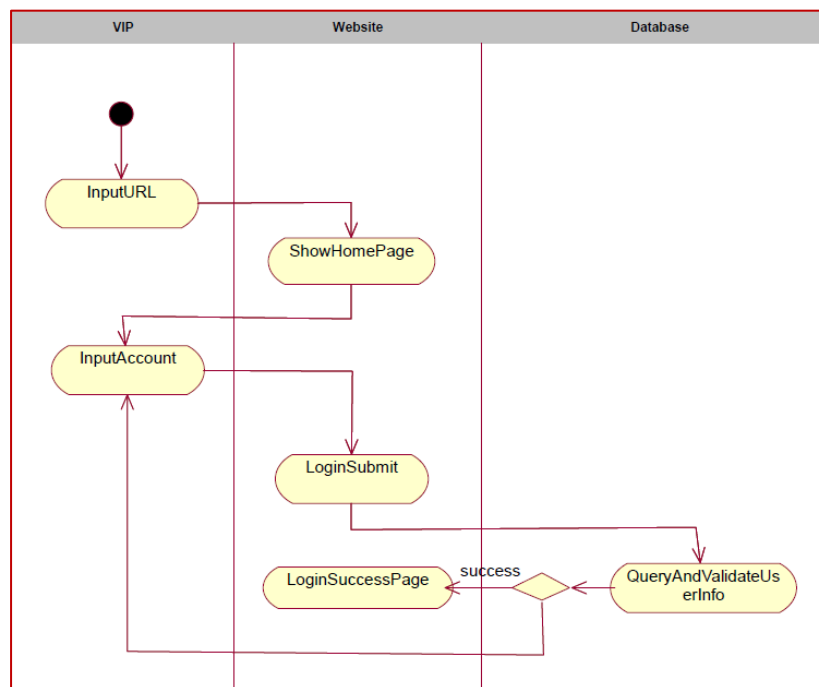 VIP
Website
Database
InputURL
ShowHomePage
InputAccount
LoginSubmit
success
LoginSuccessPage
QueryAndValidateUs
erInfo